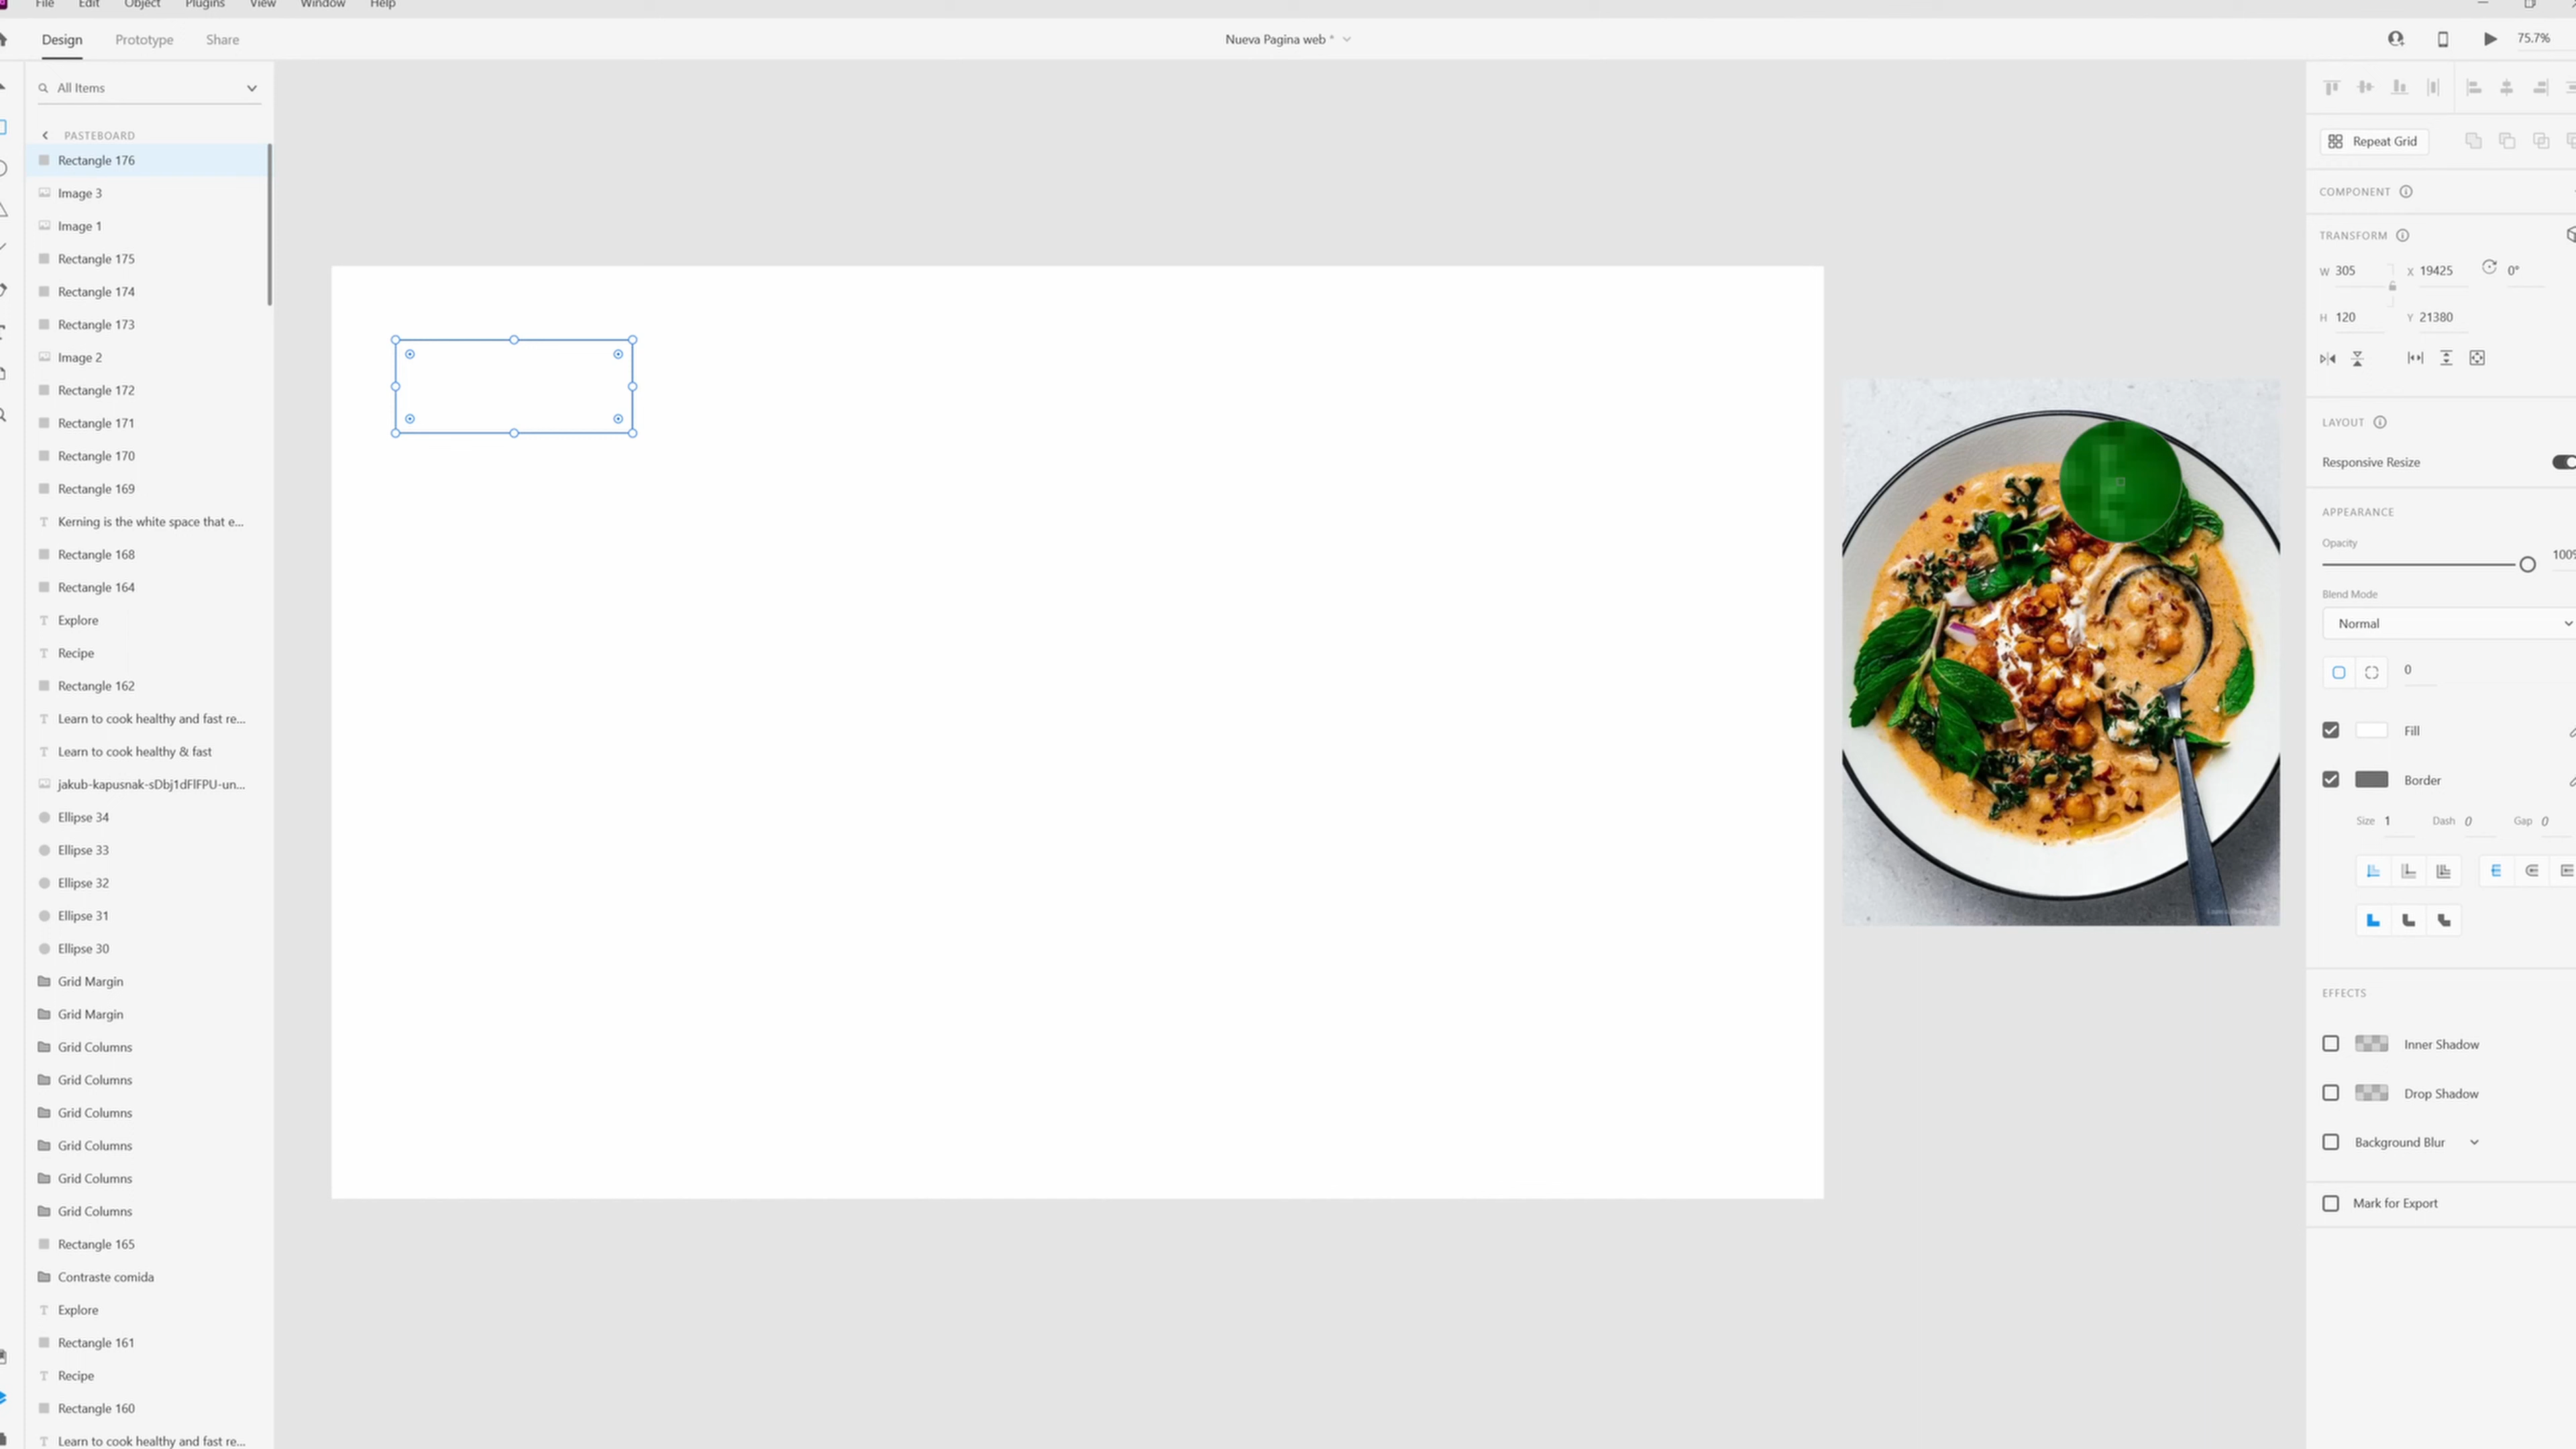 File Edit Object Plugins View Window Help
Design Prototype Share
Nueva Pagina web *
75.7%
All Items
PASTEBOARD
Rectangle 176
Image 3
Image 1
Rectangle 175
Rectangle 174
Rectangle 173
Image 2
Rectangle 172
Rectangle 171
Rectangle 170
Rectangle 169
Kerning is the white space that e...
Rectangle 168
Rectangle 164
Explore
Recipe
Rectangle 162
Learn to cook healthy and fast re...
Learn to cook healthy & fast
jakub-kapusnak-sDbj1dFlFPU-un...
Ellipse 34
Ellipse 33
Ellipse 32
Ellipse 31
Ellipse 30
Grid Margin
Grid Margin
Grid Columns
Grid Columns
Grid Columns
Grid Columns
Grid Columns
Grid Columns
Rectangle 165
Contraste comida
Explore
Rectangle 161
Recipe
Rectangle 160
Learn to cook healthy and fast re...
Repeat Grid
COMPONENT
TRANSFORM
W 305 X 19425 0°
H 120 Y 21380
LAYOUT
Responsive Resize
APPEARANCE
Opacity
100%
Blend Mode
Normal
0
Fill
Border
Size 1 Dash 0 Gap 0
EFFECTS
Inner Shadow
Drop Shadow
Background Blur
Mark for Export